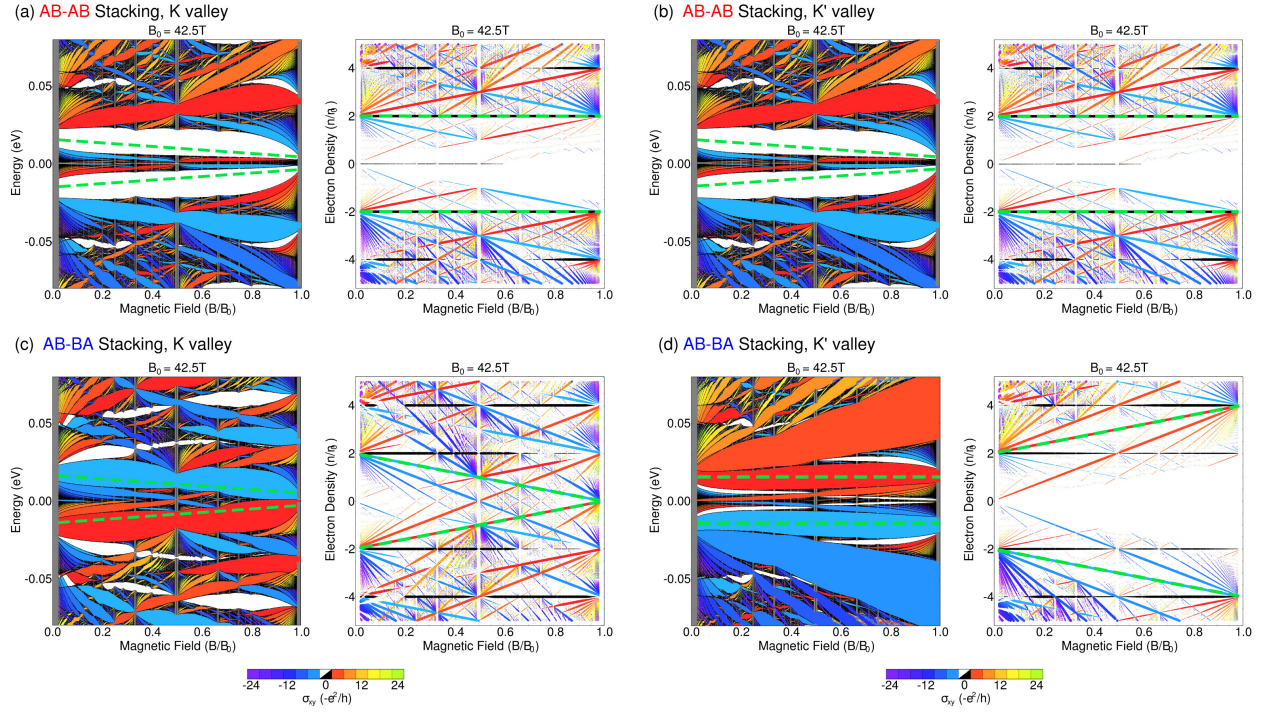 (a) AB-AB Stacking, K valley
B₀ = 42.5T
Energy (eV)
0.05
0.00
-0.05
0.0 0.2 0.4 0.6 0.8 1.0
Magnetic Field (B/B₀)
B₀ = 42.5T
Electron Density (n/a)
4
2
0
-2
-4
0.0 0.2 0.4 0.6 0.8 1.0
Magnetic Field (B/B₀)
(b) AB-AB Stacking, K' valley
B₀ = 42.5T
Energy (eV)
0.05
0.00
-0.05
0.0 0.2 0.4 0.6 0.8 1.0
Magnetic Field (B/B₀)
B₀ = 42.5T
Electron Density (n/a)
4
2
0
-2
-4
0.0 0.2 0.4 0.6 0.8 1.0
Magnetic Field (B/B₀)
(c) AB-BA Stacking, K valley
B₀ = 42.5T
Energy (eV)
0.05
0.00
-0.05
0.0 0.2 0.4 0.6 0.8 1.0
Magnetic Field (B/B₀)
B₀ = 42.5T
Electron Density (n/a)
4
2
0
-2
-4
0.0 0.2 0.4 0.6 0.8 1.0
Magnetic Field (B/B₀)
(d) AB-BA Stacking, K' valley
B₀ = 42.5T
Energy (eV)
0.05
0.00
-0.05
0.0 0.2 0.4 0.6 0.8 1.0
Magnetic Field (B/B₀)
B₀ = 42.5T
Electron Density (n/a)
4
2
0
-2
-4
0.0 0.2 0.4 0.6 0.8 1.0
Magnetic Field (B/B₀)
-24 -12 0 12 24
σxy (-e²/h)
-24 -12 0 12 24
σxy (-e²/h)